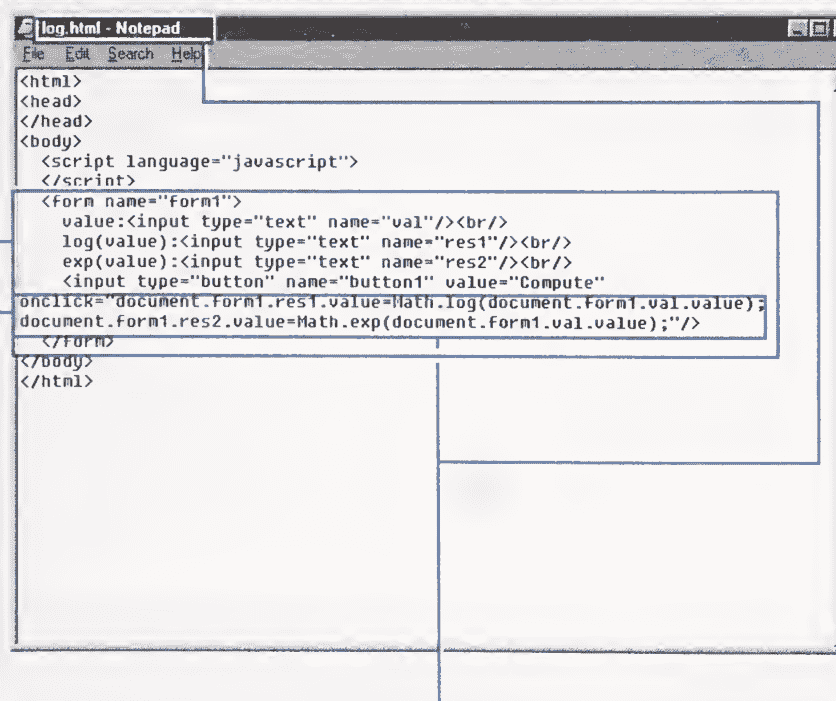 log.html - Notepad
File Edit Search Help
<html>
<head>
</head>
<body>
<script language="javascript">
</script>
<form name="form1">
value:<input type="text" name="val"/><br/>
log(value):<input type="text" name="res1"/><br/>
exp(value):<input type="text" name="res2"/><br/>
<input type="button" name="button1" value="Compute"
onclick="document.form1.res1.value=Math.log(document.form1.val.value);
document.form1.res2.value=Math.exp(document.form1.val.value);"/>
</form>
</body>
</html>